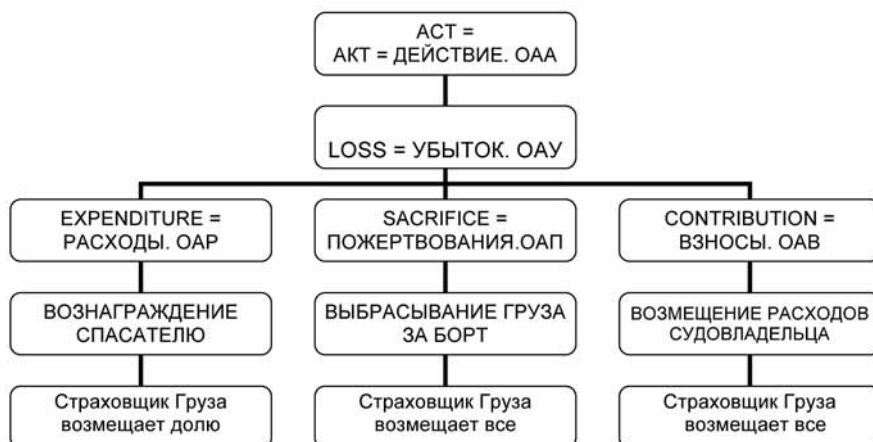 ACT =
АКТ = ДЕЙСТВИЕ. ОАА
LOSS = УБЫТОК. ОАУ
EXPENDITURE =
РАСХОДЫ. ОАР
SACRIFICE =
ПОЖЕРТВОВАНИЯ.ОАП
CONTRIBUTION =
ВЗНОСЫ. ОАВ
ВОЗНАГРАЖДЕНИЕ
СПАСАТЕЛЮ
ВЫБРАСЫВАНИЕ ГРУЗА
ЗА БОРТ
ВОЗМЕЩЕНИЕ РАСХОДОВ
СУДОВЛАДЕЛЬЦА
Страховщик Груза
возмещает долю
Страховщик Груза
возмещает все
Страховщик Груза
возмещает все